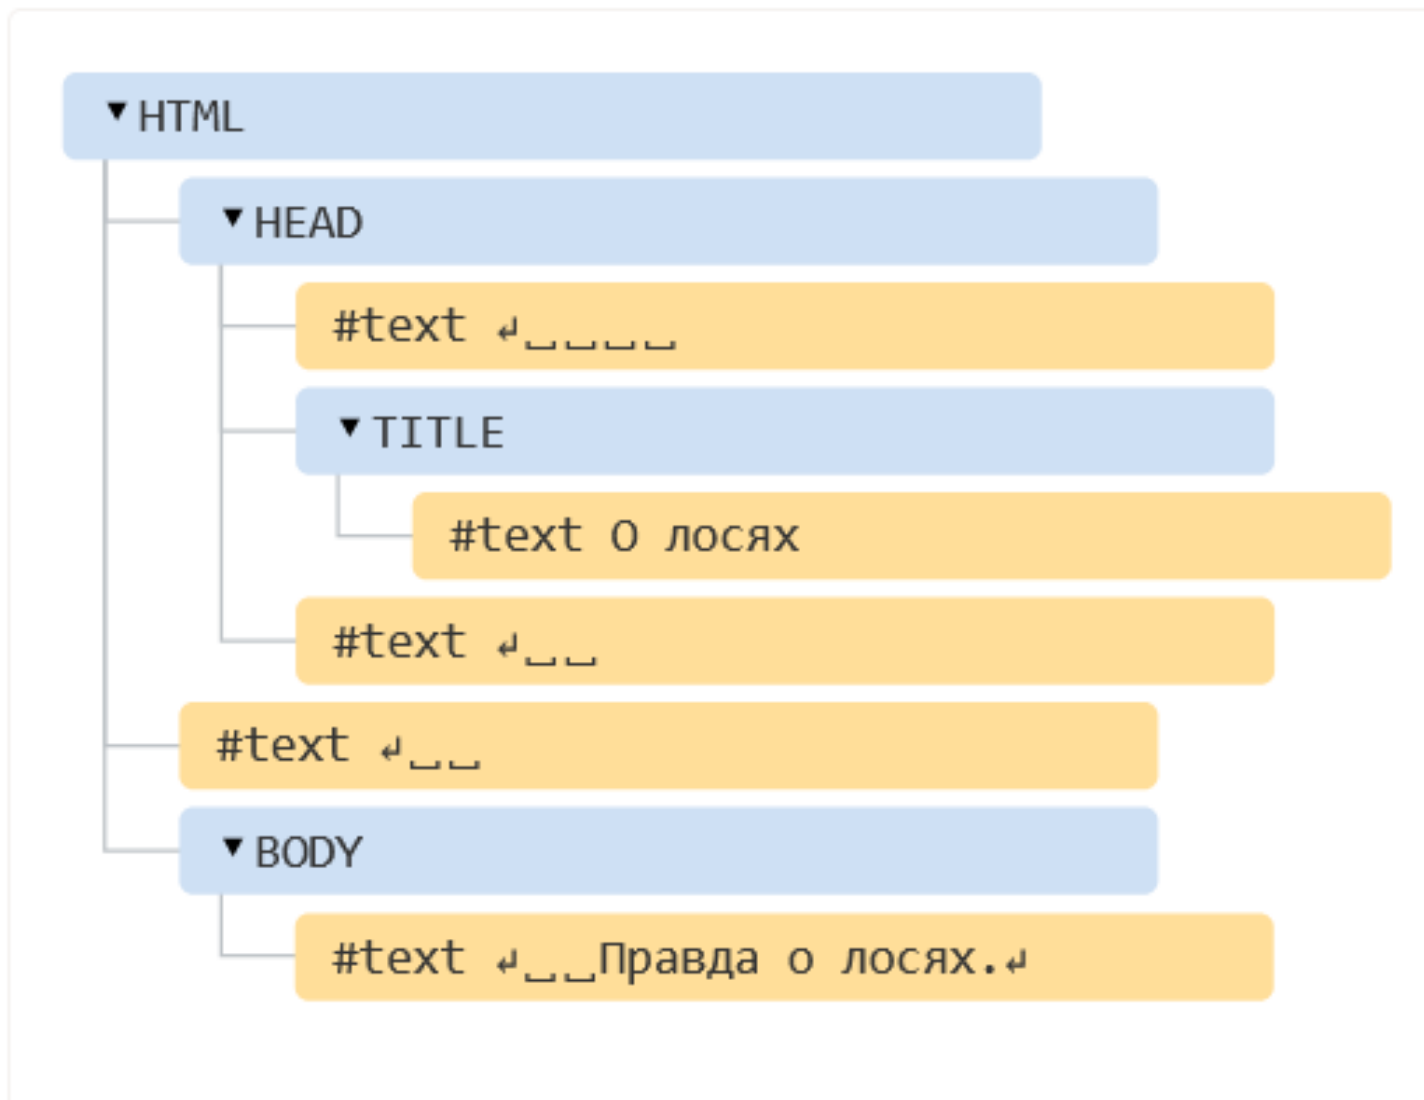 ▼HTML
▼HEAD
#text ↲␣␣␣␣
▼TITLE
#text О лосях
#text ↲␣␣
#text ↲␣␣
▼BODY
#text ↲␣␣Правда о лосях.↲